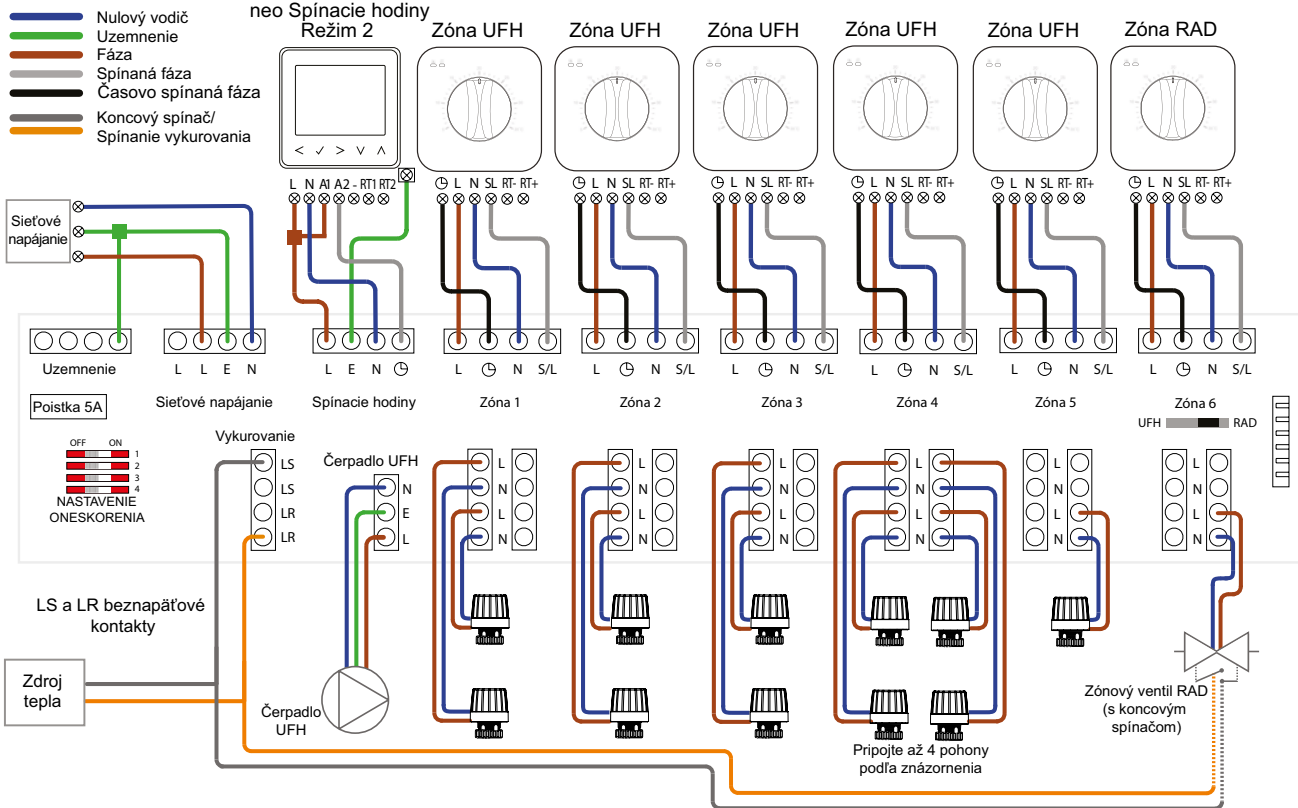 Nulový vodič
Uzemnenie
Fáza
Spínaná fáza
Časovo spínaná fáza
Koncový spínač/
Spínanie vykurovania
neo Spínacie hodiny
Režim 2
Zóna UFH
Zóna UFH
Zóna UFH
Zóna UFH
Zóna UFH
Zóna RAD
L N A1 A2 - RT1 RT2
L N SL RT- RT+
L N SL RT- RT+
L N SL RT- RT+
L N SL RT- RT+
L N SL RT- RT+
L N SL RT- RT+
Sieťové
napájanie
Uzemnenie
L L E N
Sieťové napájanie
L E N
Spínacie hodiny
L N S/L
Zóna 1
L N S/L
Zóna 2
L N S/L
Zóna 3
L N S/L
Zóna 4
L N S/L
Zóna 5
L N S/L
Zóna 6
UFH RAD
Poistka 5A
OFF ON
1
2
3
4
NASTAVENIE
ONESKORENIA
Vykurovanie
LS
LS
LR
LR
Čerpadlo UFH
N
E
L
L
N
L
N
L
N
L
N
L
N
L
N
L
N
L
N
L
N
L
N
L
N
L
N
LS a LR beznapäťové
kontakty
Zdroj
tepla
Čerpadlo
UFH
Pripojte až 4 pohony
podľa znázornenia
Zónový ventil RAD
(s koncovým
spínačom)